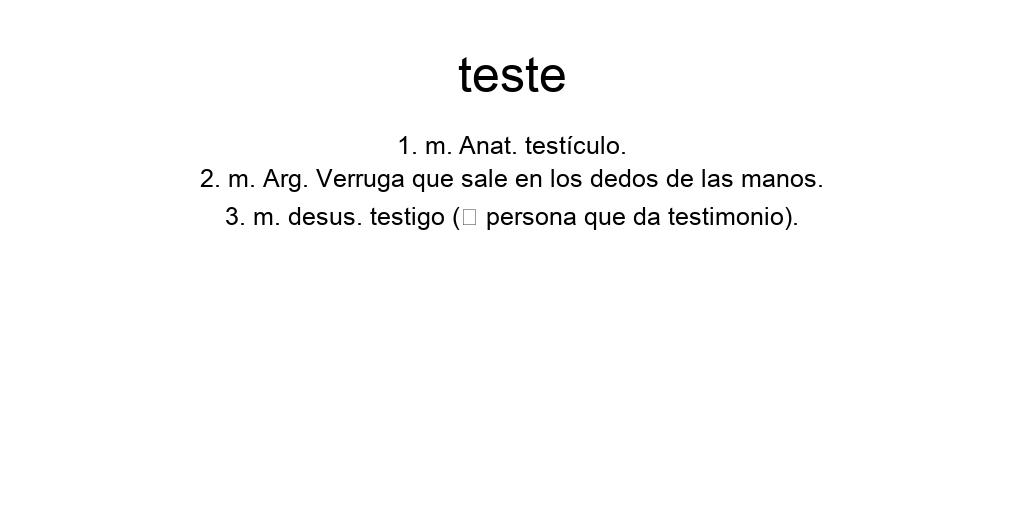 teste
1. m. Anat. testículo.
2. m. Arg. Verruga que sale en los dedos de las manos.
3. m. desus. testigo (□ persona que da testimonio).